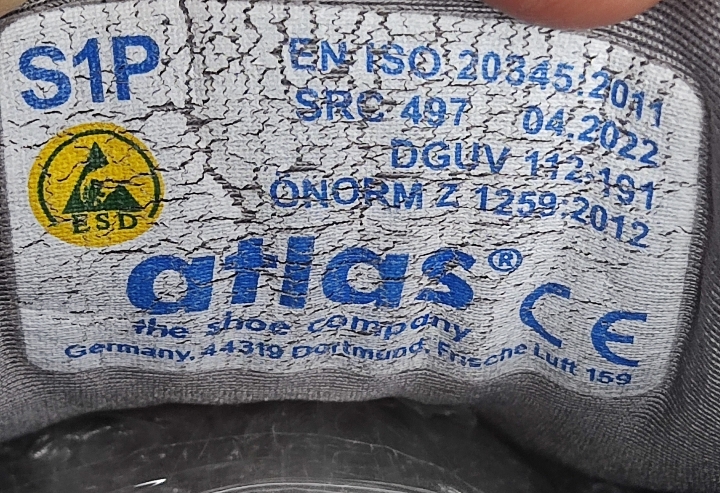 S1P
EN ISO 20345:2011
SRC 497 04.2022
DGUV 112-191
ÖNORM Z 1259:2012
ESD
atlas®
the shoe company
Germany, 44319 Dortmund, Frische Luft 159
CE